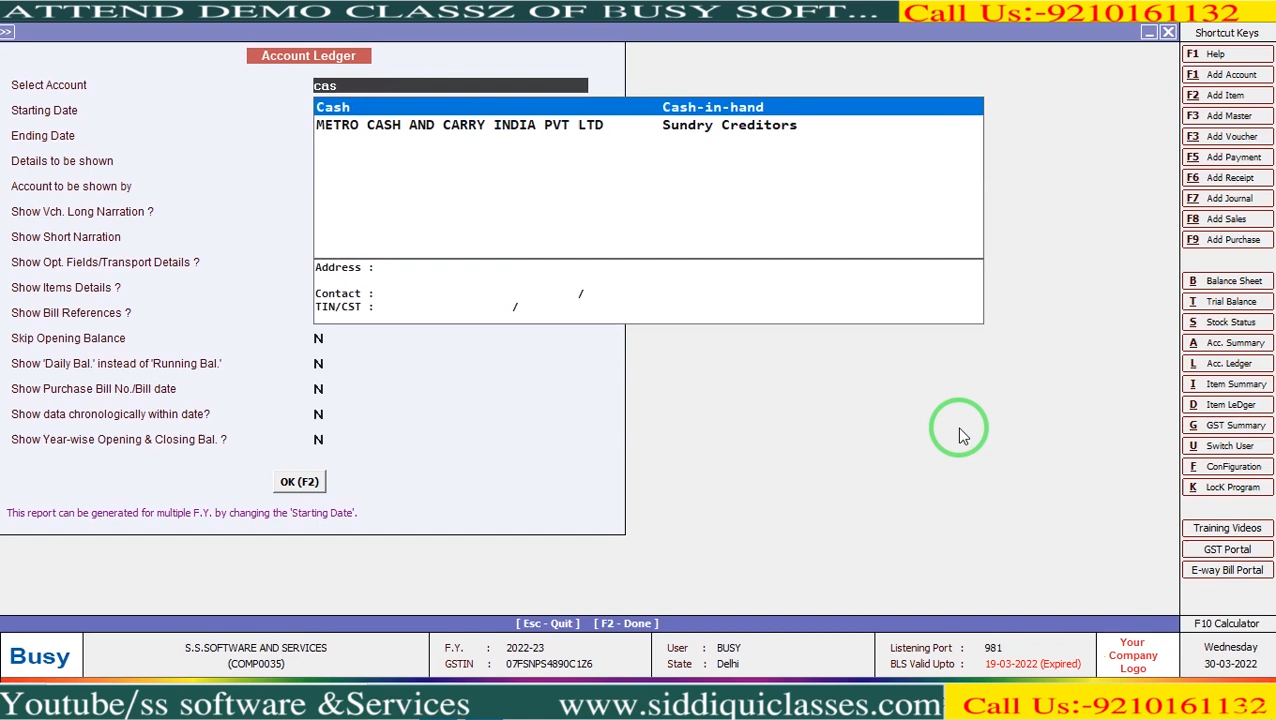 ATTEND DEMO CLASSZ OF BUSY SOFT... Call Us:-9210161132
>>
Account Ledger
Select Account cas
Cash Cash-in-hand
METRO CASH AND CARRY INDIA PVT LTD Sundry Creditors
Address :
Contact : /
TIN/CST : /
Starting Date
Ending Date
Details to be shown
Account to be shown by
Show Vch. Long Narration ?
Show Short Narration
Show Opt. Fields/Transport Details ?
Show Items Details ?
Show Bill References ?
Skip Opening Balance N
Show 'Daily Bal.' instead of 'Running Bal.' N
Show Purchase Bill No./Bill date N
Show data chronologically within date? N
Show Year-wise Opening & Closing Bal. ? N
OK (F2)
This report can be generated for multiple F.Y. by changing the 'Starting Date'.
[ Esc - Quit ] [ F2 - Done ]
Shortcut Keys
F1 Help
F1 Add Account
F2 Add Item
F3 Add Master
F3 Add Voucher
F5 Add Payment
F6 Add Receipt
F7 Add Journal
F8 Add Sales
F9 Add Purchase
B Balance Sheet
T Trial Balance
S Stock Status
A Acc. Summary
L Acc. Ledger
I Item Summary
D Item LeDger
G GST Summary
U Switch User
F ConFiguration
K LocK Program
Training Videos
GST Portal
E-way Bill Portal
F10 Calculator
Busy
S.S.SOFTWARE AND SERVICES
(COMP0035)
F.Y. : 2022-23
GSTIN : 07FSNPS4890C1Z6
User : BUSY
State : Delhi
Listening Port : 981
BLS Valid Upto : 19-03-2022 (Expired)
Your
Company
Logo
Wednesday
30-03-2022
Youtube/ss software &Services www.siddiquiclasses.com Call Us:-9210161132